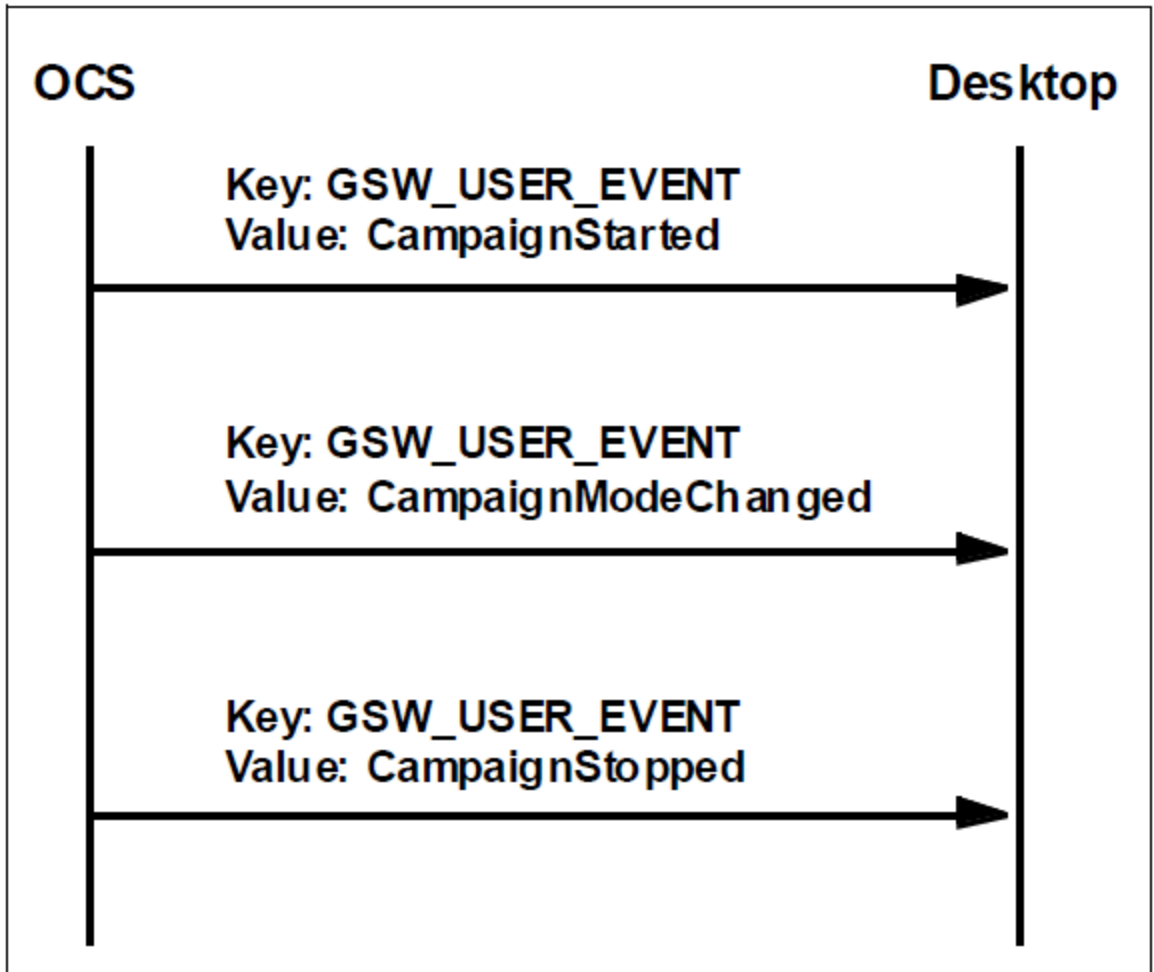 OCS
Desktop
Key: GSW_USER_EVENT
Value: CampaignStarted
Key: GSW_USER_EVENT
Value: CampaignModeChanged
Key: GSW_USER_EVENT
Value: CampaignStopped